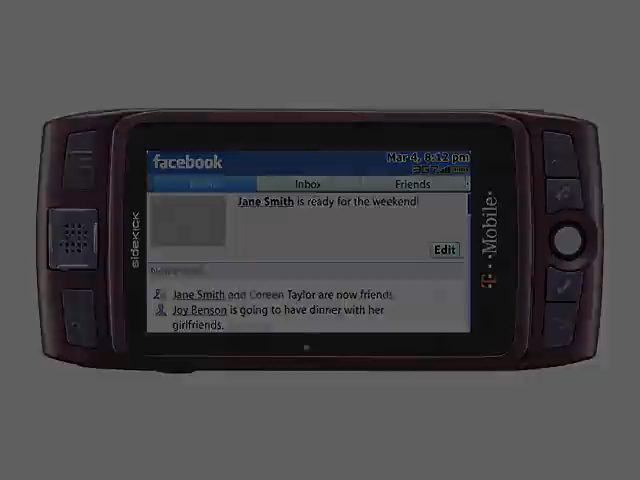 facebook
Mar 4, 8:12 pm
Inbox
Friends
Jane Smith is ready for the weekend!
Edit
Jane Smith and Coreen Taylor are now friends.
Joy Benson is going to have dinner with her
girlfriends.
SIDEKICK
T··Mobile·